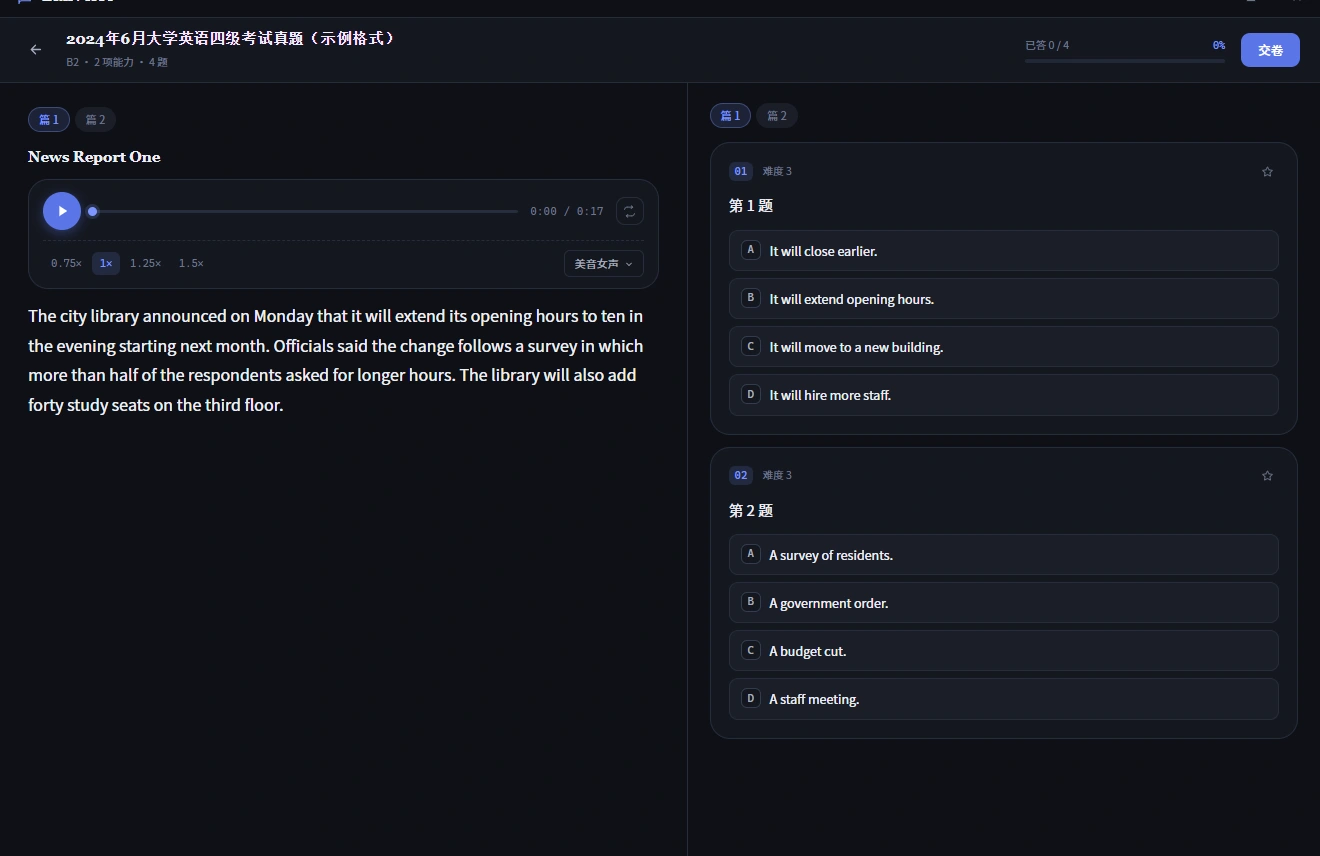 2024年6月大学英语四级考试真题（示例格式）
B2 · 2 项能力 · 4 题
已答 0 / 4
0%
交卷
篇 1
篇 2
News Report One
0:00 / 0:17
0.75×
1×
1.25×
1.5×
美音女声
The city library announced on Monday that it will extend its opening hours to ten in
the evening starting next month. Officials said the change follows a survey in which
more than half of the respondents asked for longer hours. The library will also add
forty study seats on the third floor.
篇 1
篇 2
01
难度 3
第 1 题
A It will close earlier.
B It will extend opening hours.
C It will move to a new building.
D It will hire more staff.
02
难度 3
第 2 题
A A survey of residents.
B A government order.
C A budget cut.
D A staff meeting.